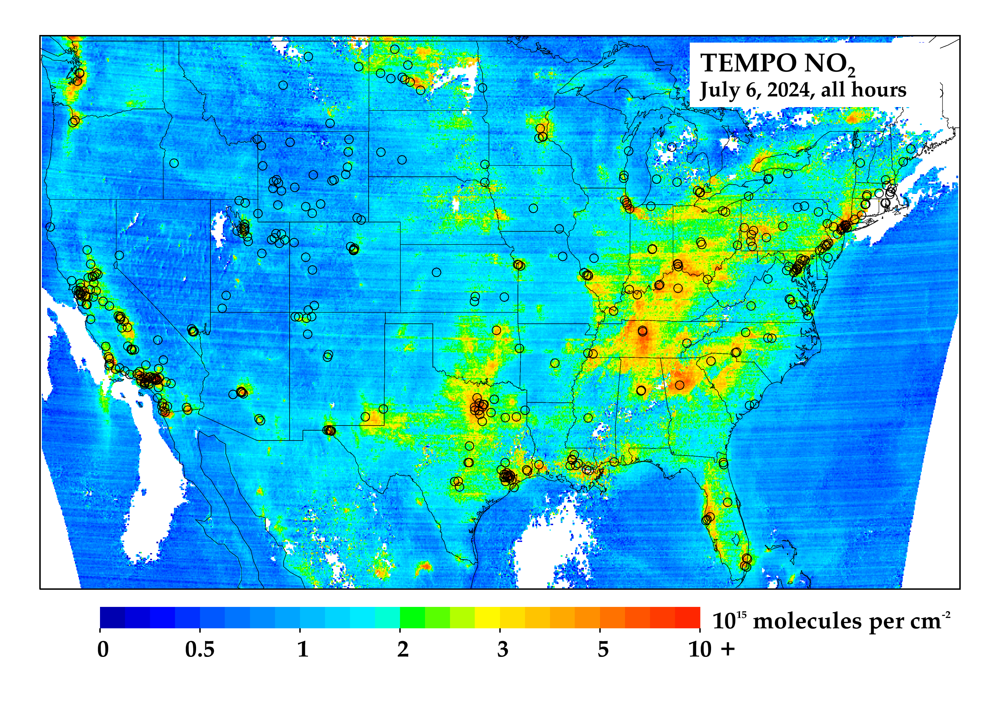 TEMPO NO₂
July 6, 2024, all hours
10¹⁵ molecules per cm⁻²
0 0.5 1 2 3 5 10 +